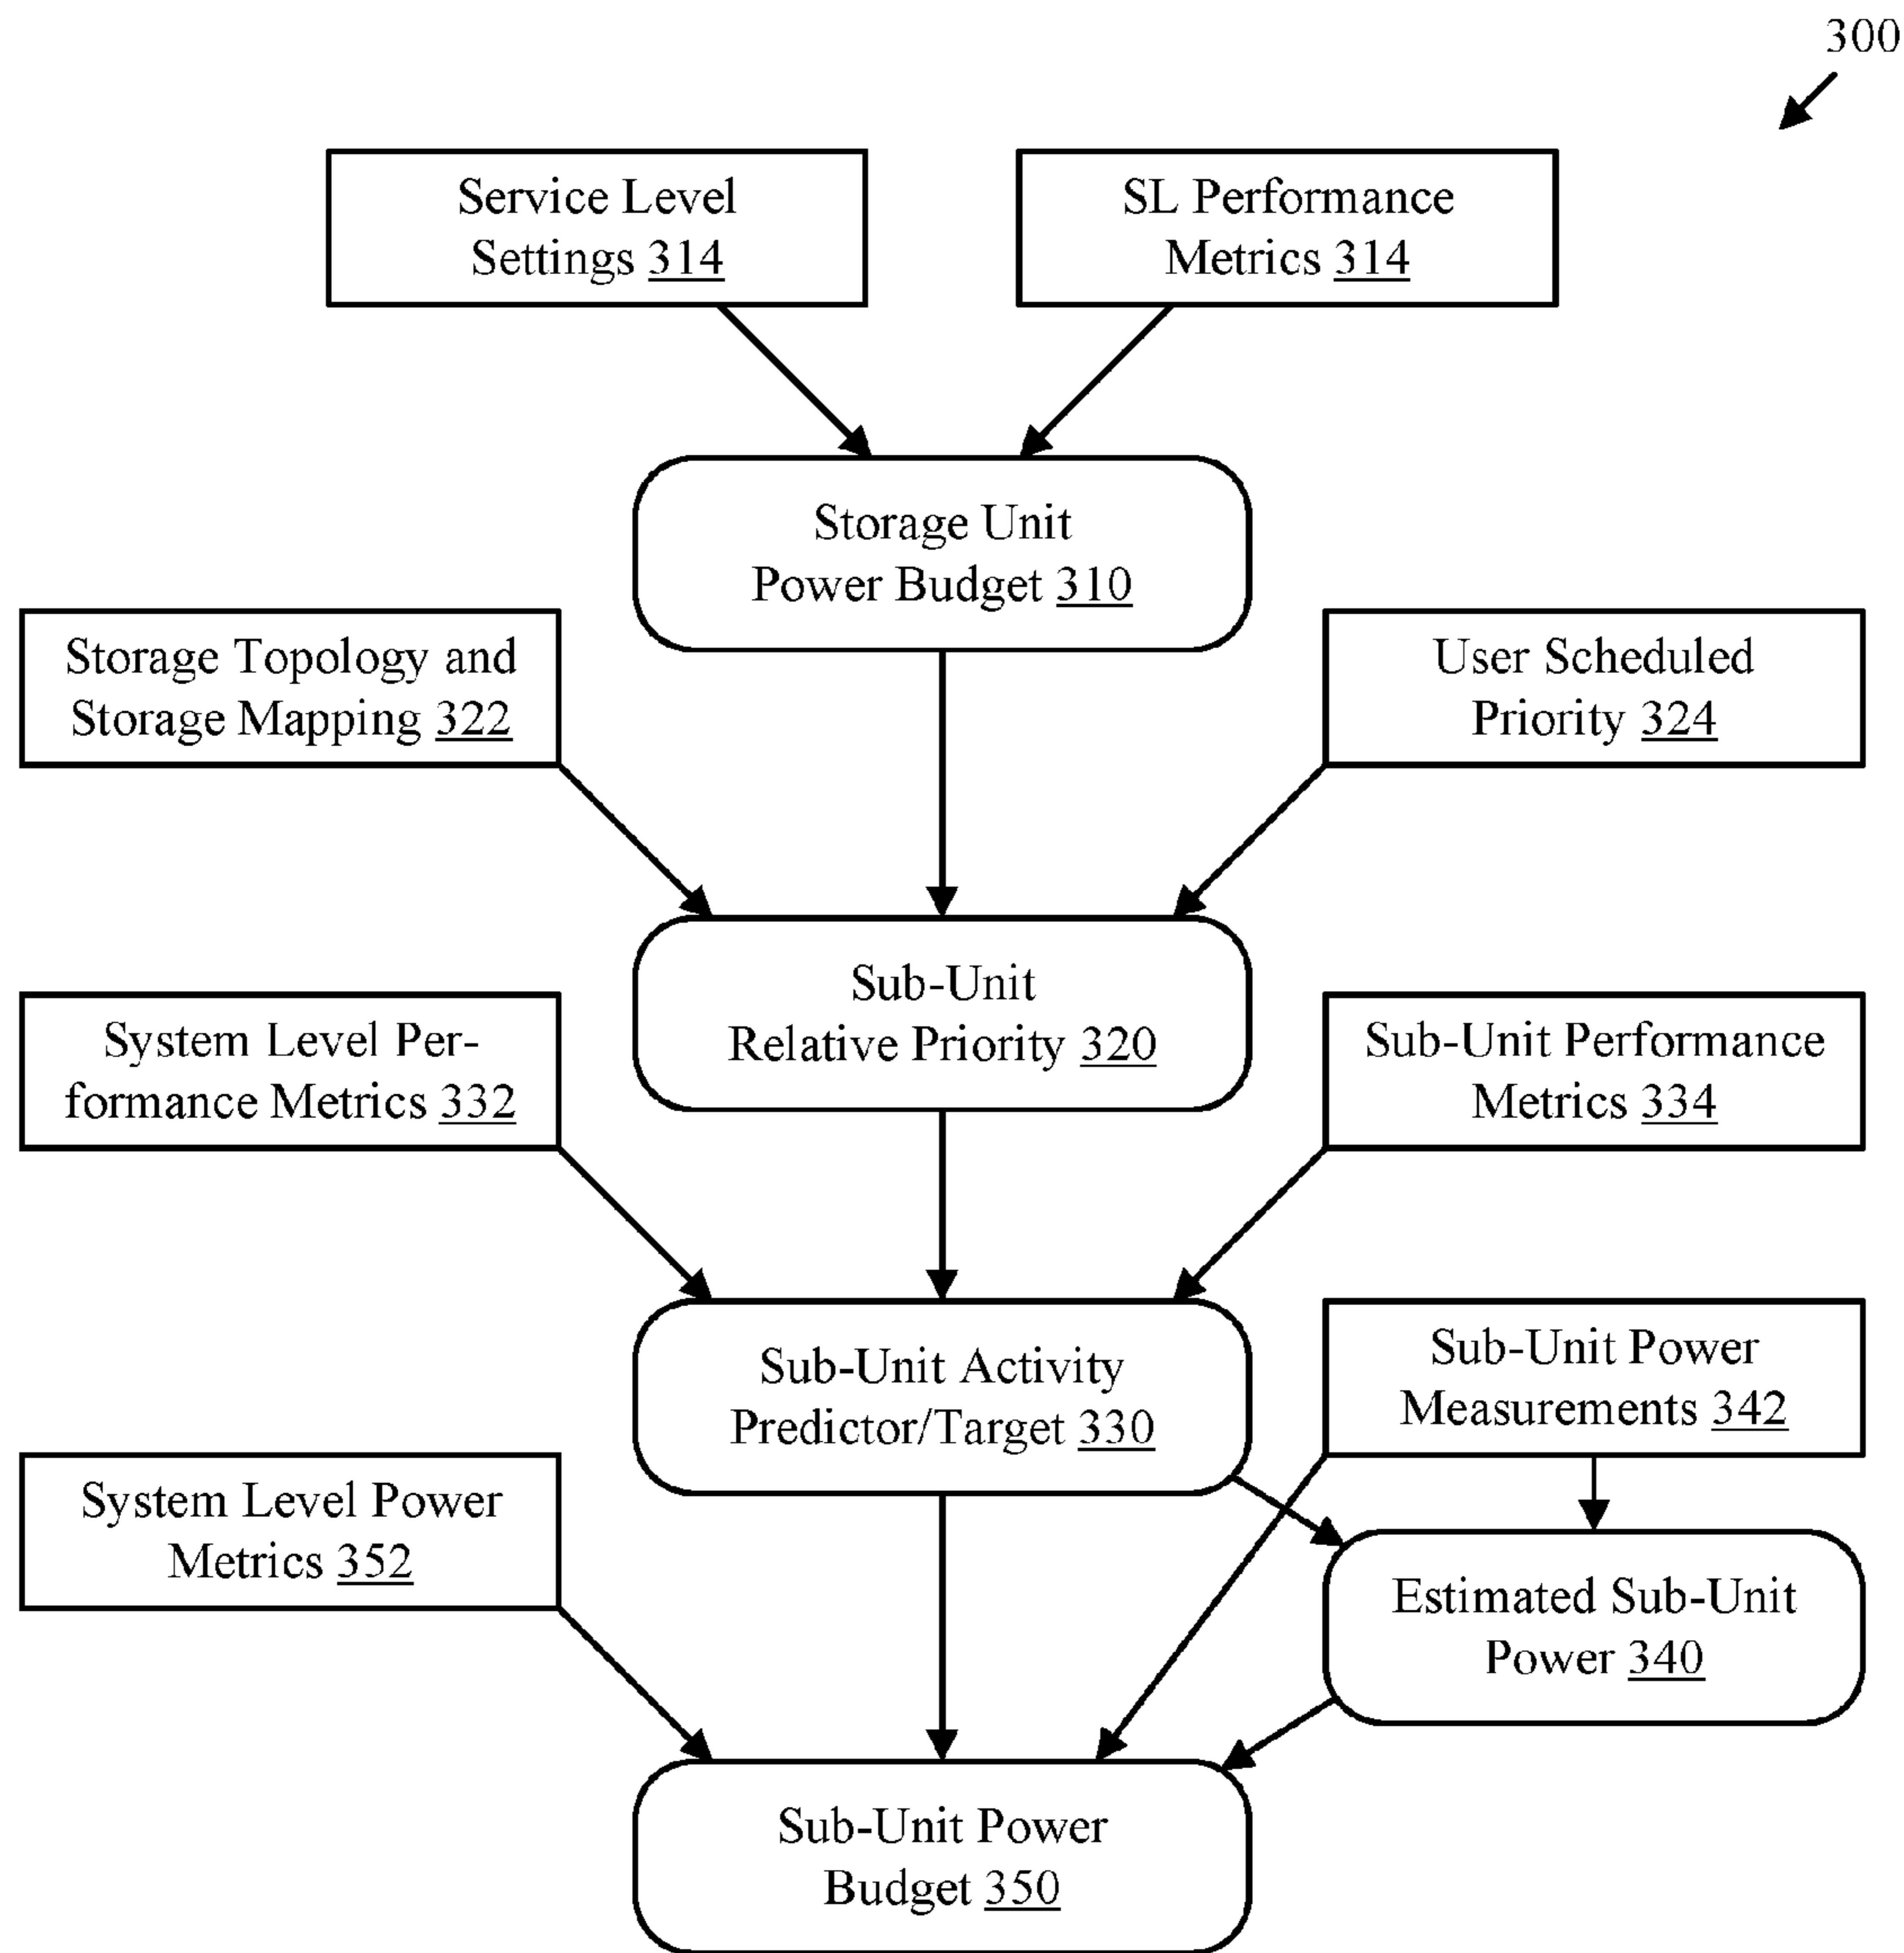 300
Service Level
Settings 314
SL Performance
Metrics 314
Storage Unit
Power Budget 310
Storage Topology and
Storage Mapping 322
User Scheduled
Priority 324
Sub-Unit
Relative Priority 320
System Level Per-
formance Metrics 332
Sub-Unit Performance
Metrics 334
Sub-Unit Activity
Predictor/Target 330
Sub-Unit Power
Measurements 342
System Level Power
Metrics 352
Estimated Sub-Unit
Power 340
Sub-Unit Power
Budget 350